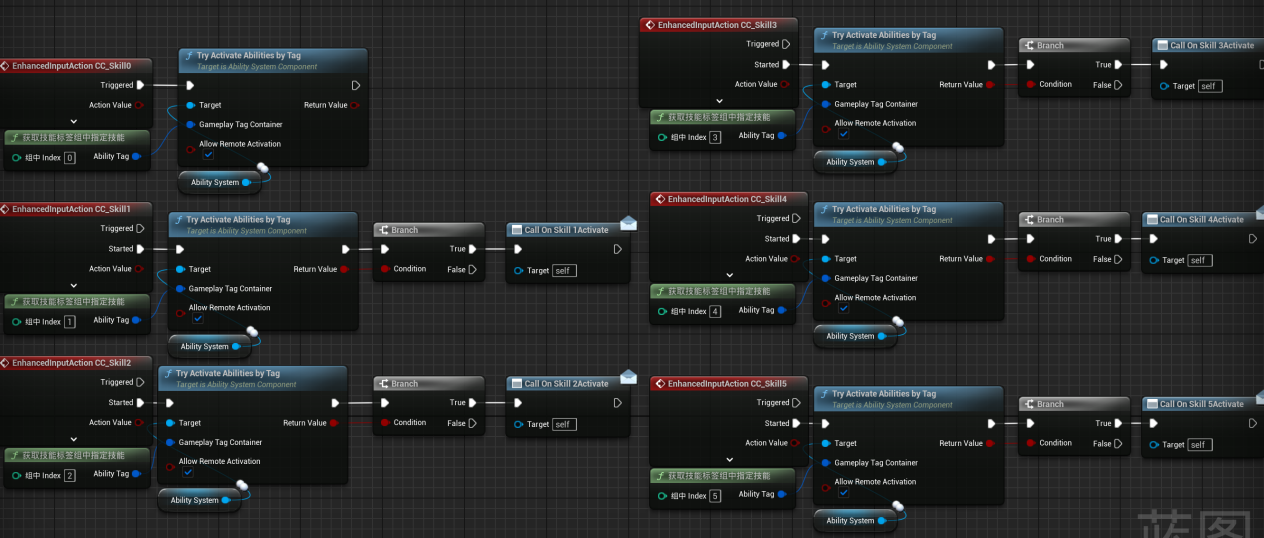 EnhancedInputAction CC_Skill0
Triggered
Action Value
获取技能标签组中指定技能
组中 Index 0
Ability Tag
Try Activate Abilities by Tag
Target is Ability System Component
Target
Return Value
Gameplay Tag Container
Allow Remote Activation
Ability System
EnhancedInputAction CC_Skill1
Triggered
Started
Action Value
获取技能标签组中指定技能
组中 Index 1
Ability Tag
Try Activate Abilities by Tag
Target is Ability System Component
Target
Return Value
Gameplay Tag Container
Allow Remote Activation
Ability System
Branch
True
Condition
False
Call On Skill 1Activate
Target self
EnhancedInputAction CC_Skill2
Triggered
Started
Action Value
获取技能标签组中指定技能
组中 Index 2
Ability Tag
Try Activate Abilities by Tag
Target is Ability System Component
Target
Return Value
Gameplay Tag Container
Allow Remote Activation
Ability System
Branch
True
Condition
False
Call On Skill 2Activate
Target self
EnhancedInputAction CC_Skill3
Triggered
Started
Action Value
获取技能标签组中指定技能
组中 Index 3
Ability Tag
Try Activate Abilities by Tag
Target is Ability System Component
Target
Return Value
Gameplay Tag Container
Allow Remote Activation
Ability System
Branch
True
Condition
False
Call On Skill 3Activate
Target self
EnhancedInputAction CC_Skill4
Triggered
Started
Action Value
获取技能标签组中指定技能
组中 Index 4
Ability Tag
Try Activate Abilities by Tag
Target is Ability System Component
Target
Return Value
Gameplay Tag Container
Allow Remote Activation
Ability System
Branch
True
Condition
False
Call On Skill 4Activate
Target self
EnhancedInputAction CC_Skill5
Triggered
Started
Action Value
获取技能标签组中指定技能
组中 Index 5
Ability Tag
Try Activate Abilities by Tag
Target is Ability System Component
Target
Return Value
Gameplay Tag Container
Allow Remote Activation
Ability System
Branch
True
Condition
False
Call On Skill 5Activate
Target self
蓝图